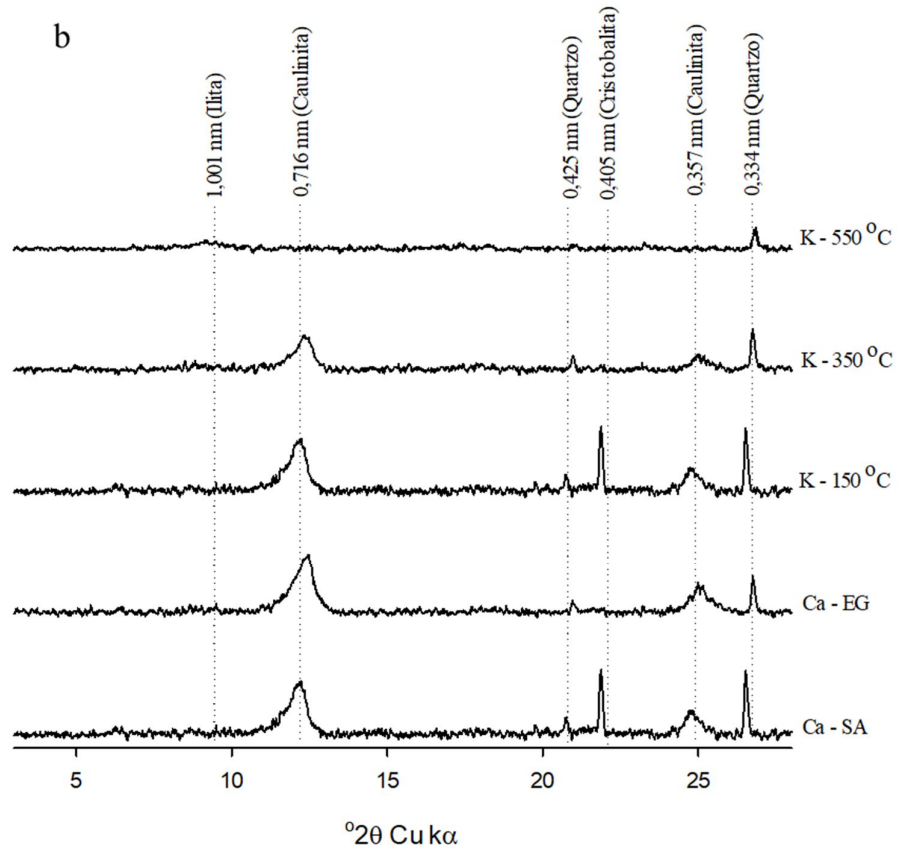 b
1,001 nm (Ilita)
0,716 nm (Caulinita)
0,425 nm (Quartzo)
0,405 nm (Cristobalita)
0,357 nm (Caulinita)
0,334 nm (Quartzo)
K - 550 °C
K - 350 °C
K - 150 °C
Ca - EG
Ca - SA
5 10 15 20 25
°2θ Cu kα